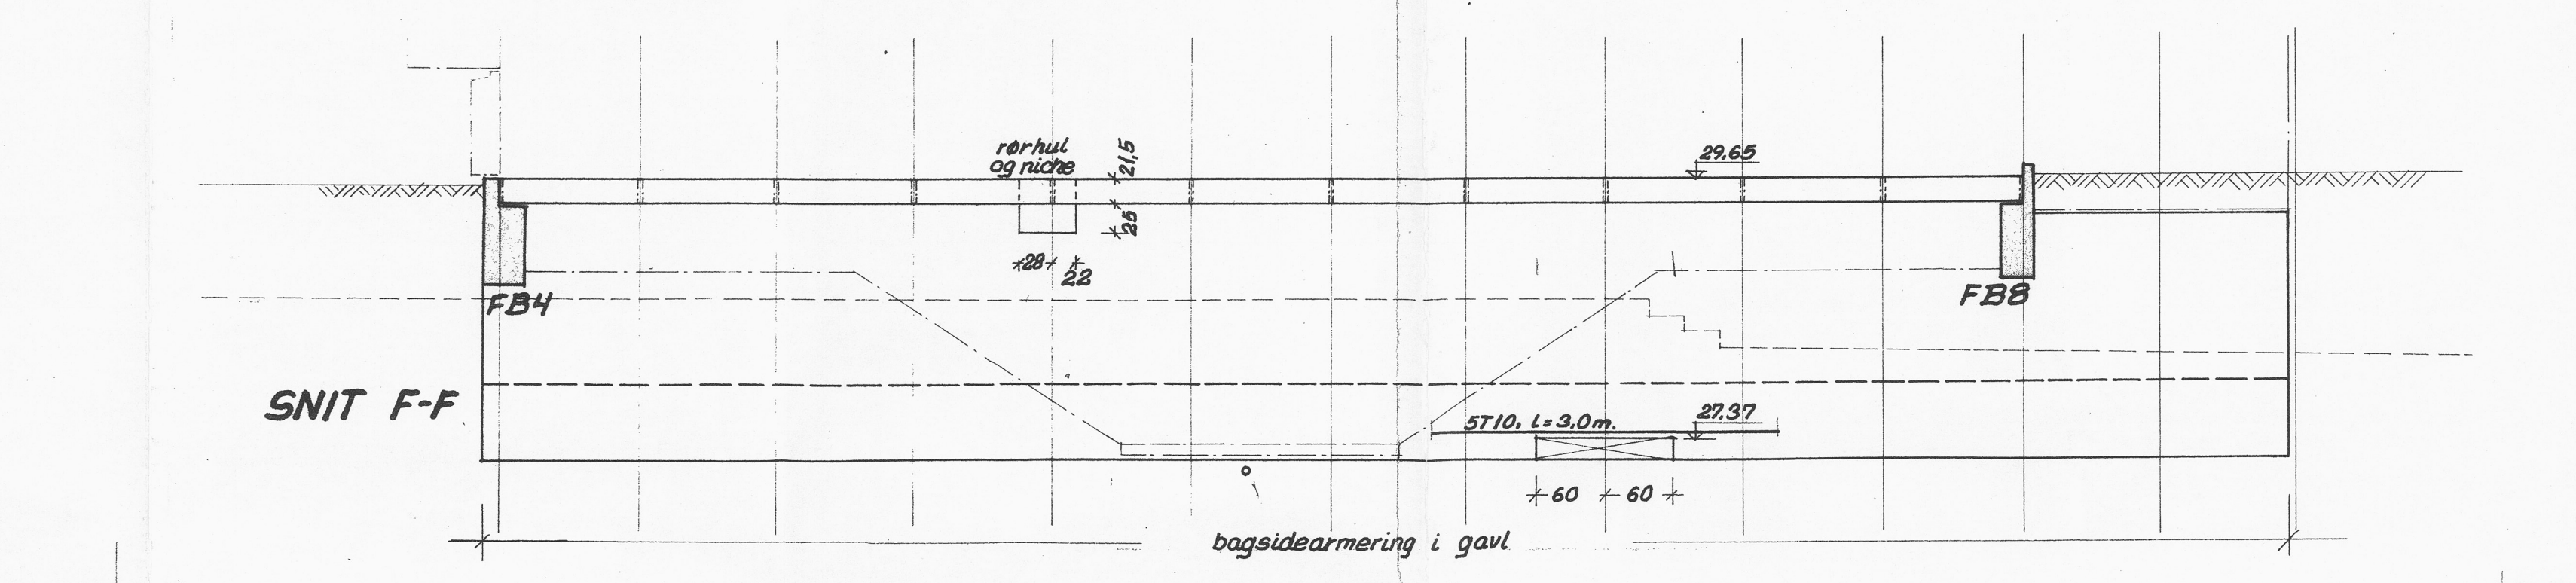 rørhul
og niche
21,5
25
28
22
29.65
FB4
FB8
SNIT F-F
5T10, l=3,0m.
27.37
60
60
bagsidearmering i gavl